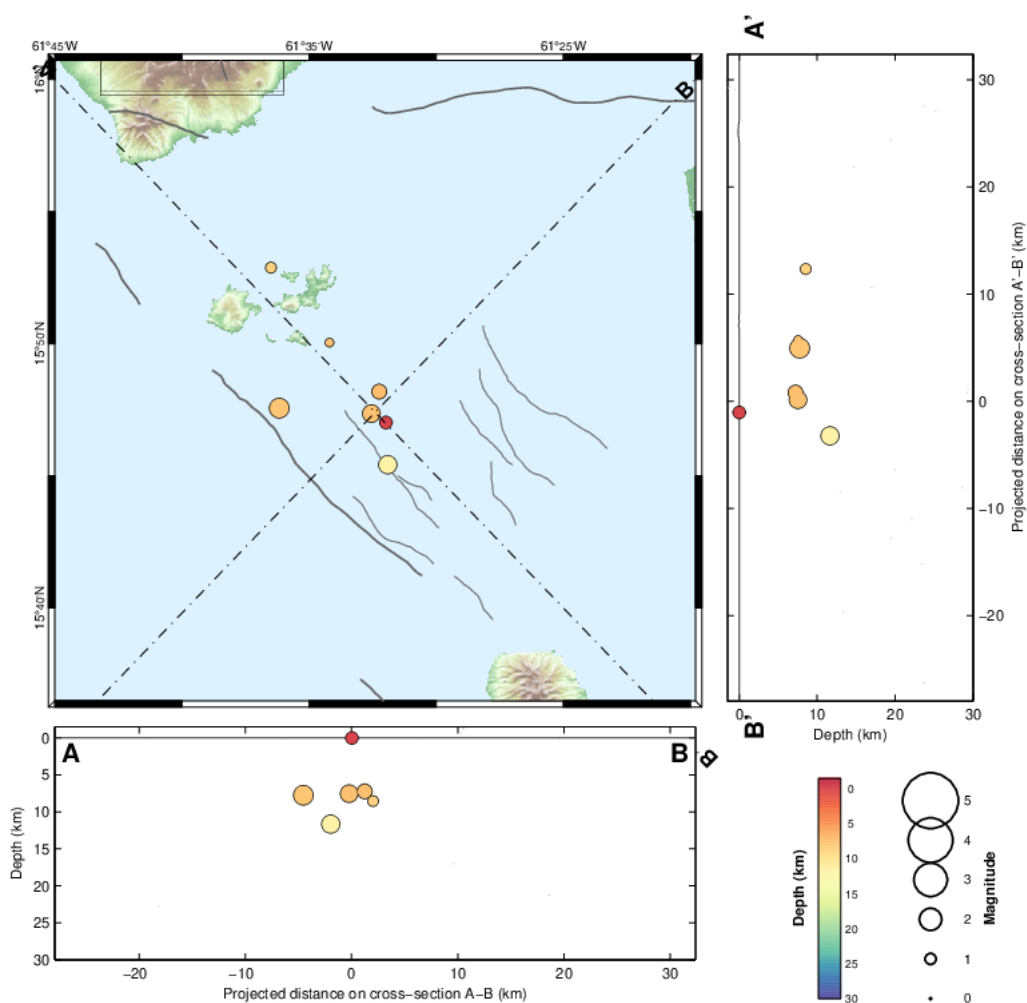 61°45'W 61°35'W 61°25'W
A'
B
15°50'N
15°40'N
30
20
10
0
−10
−20
Projected distance on cross−section A'−B' (km)
0 10 20 30
Depth (km)
B'
A B
B
0
5
10
15
20
25
30
Depth (km)
−20 −10 0 10 20 30
Projected distance on cross−section A−B (km)
0
5
10
15
20
25
30
Depth (km)
5
4
3
2
1
0
Magnitude